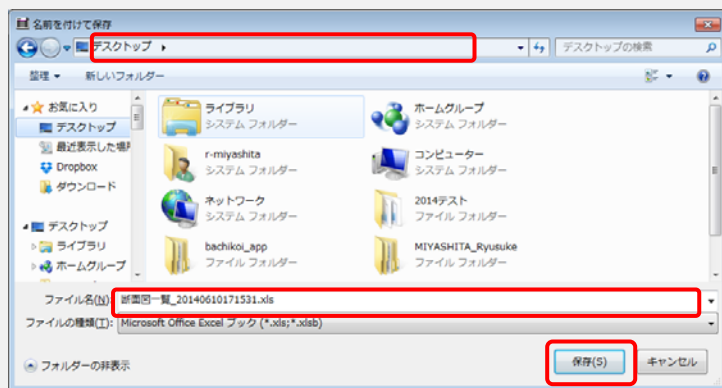 名前を付けて保存
デスクトップ
デスクトップの検索
整理
新しいフォルダー
お気に入り
デスクトップ
最近表示した場所
Dropbox
ダウンロード
デスクトップ
ライブラリ
ホームグループ
ライブラリ
システム フォルダー
ホームグループ
システム フォルダー
r-miyashita
システム フォルダー
コンピューター
システム フォルダー
ネットワーク
システム フォルダー
2014テスト
ファイル フォルダー
bachikoi_app
ファイル フォルダー
MIYASHITA_Ryusuke
ファイル フォルダー
ファイル名(N): 断面図一覧_20140610171531.xls
ファイルの種類(T): Microsoft Office Excel ブック (*.xls;*.xlsb)
フォルダーの非表示
保存(S)
キャンセル